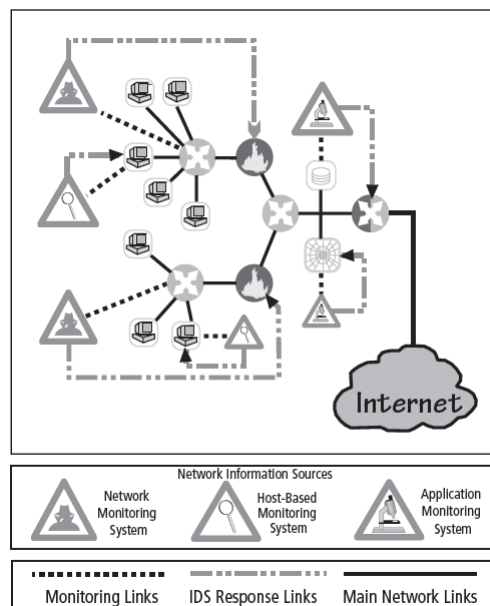 Internet
Network Information Sources
Network
Monitoring
System
Host-Based
Monitoring
System
Application
Monitoring
System
Monitoring Links
IDS Response Links
Main Network Links